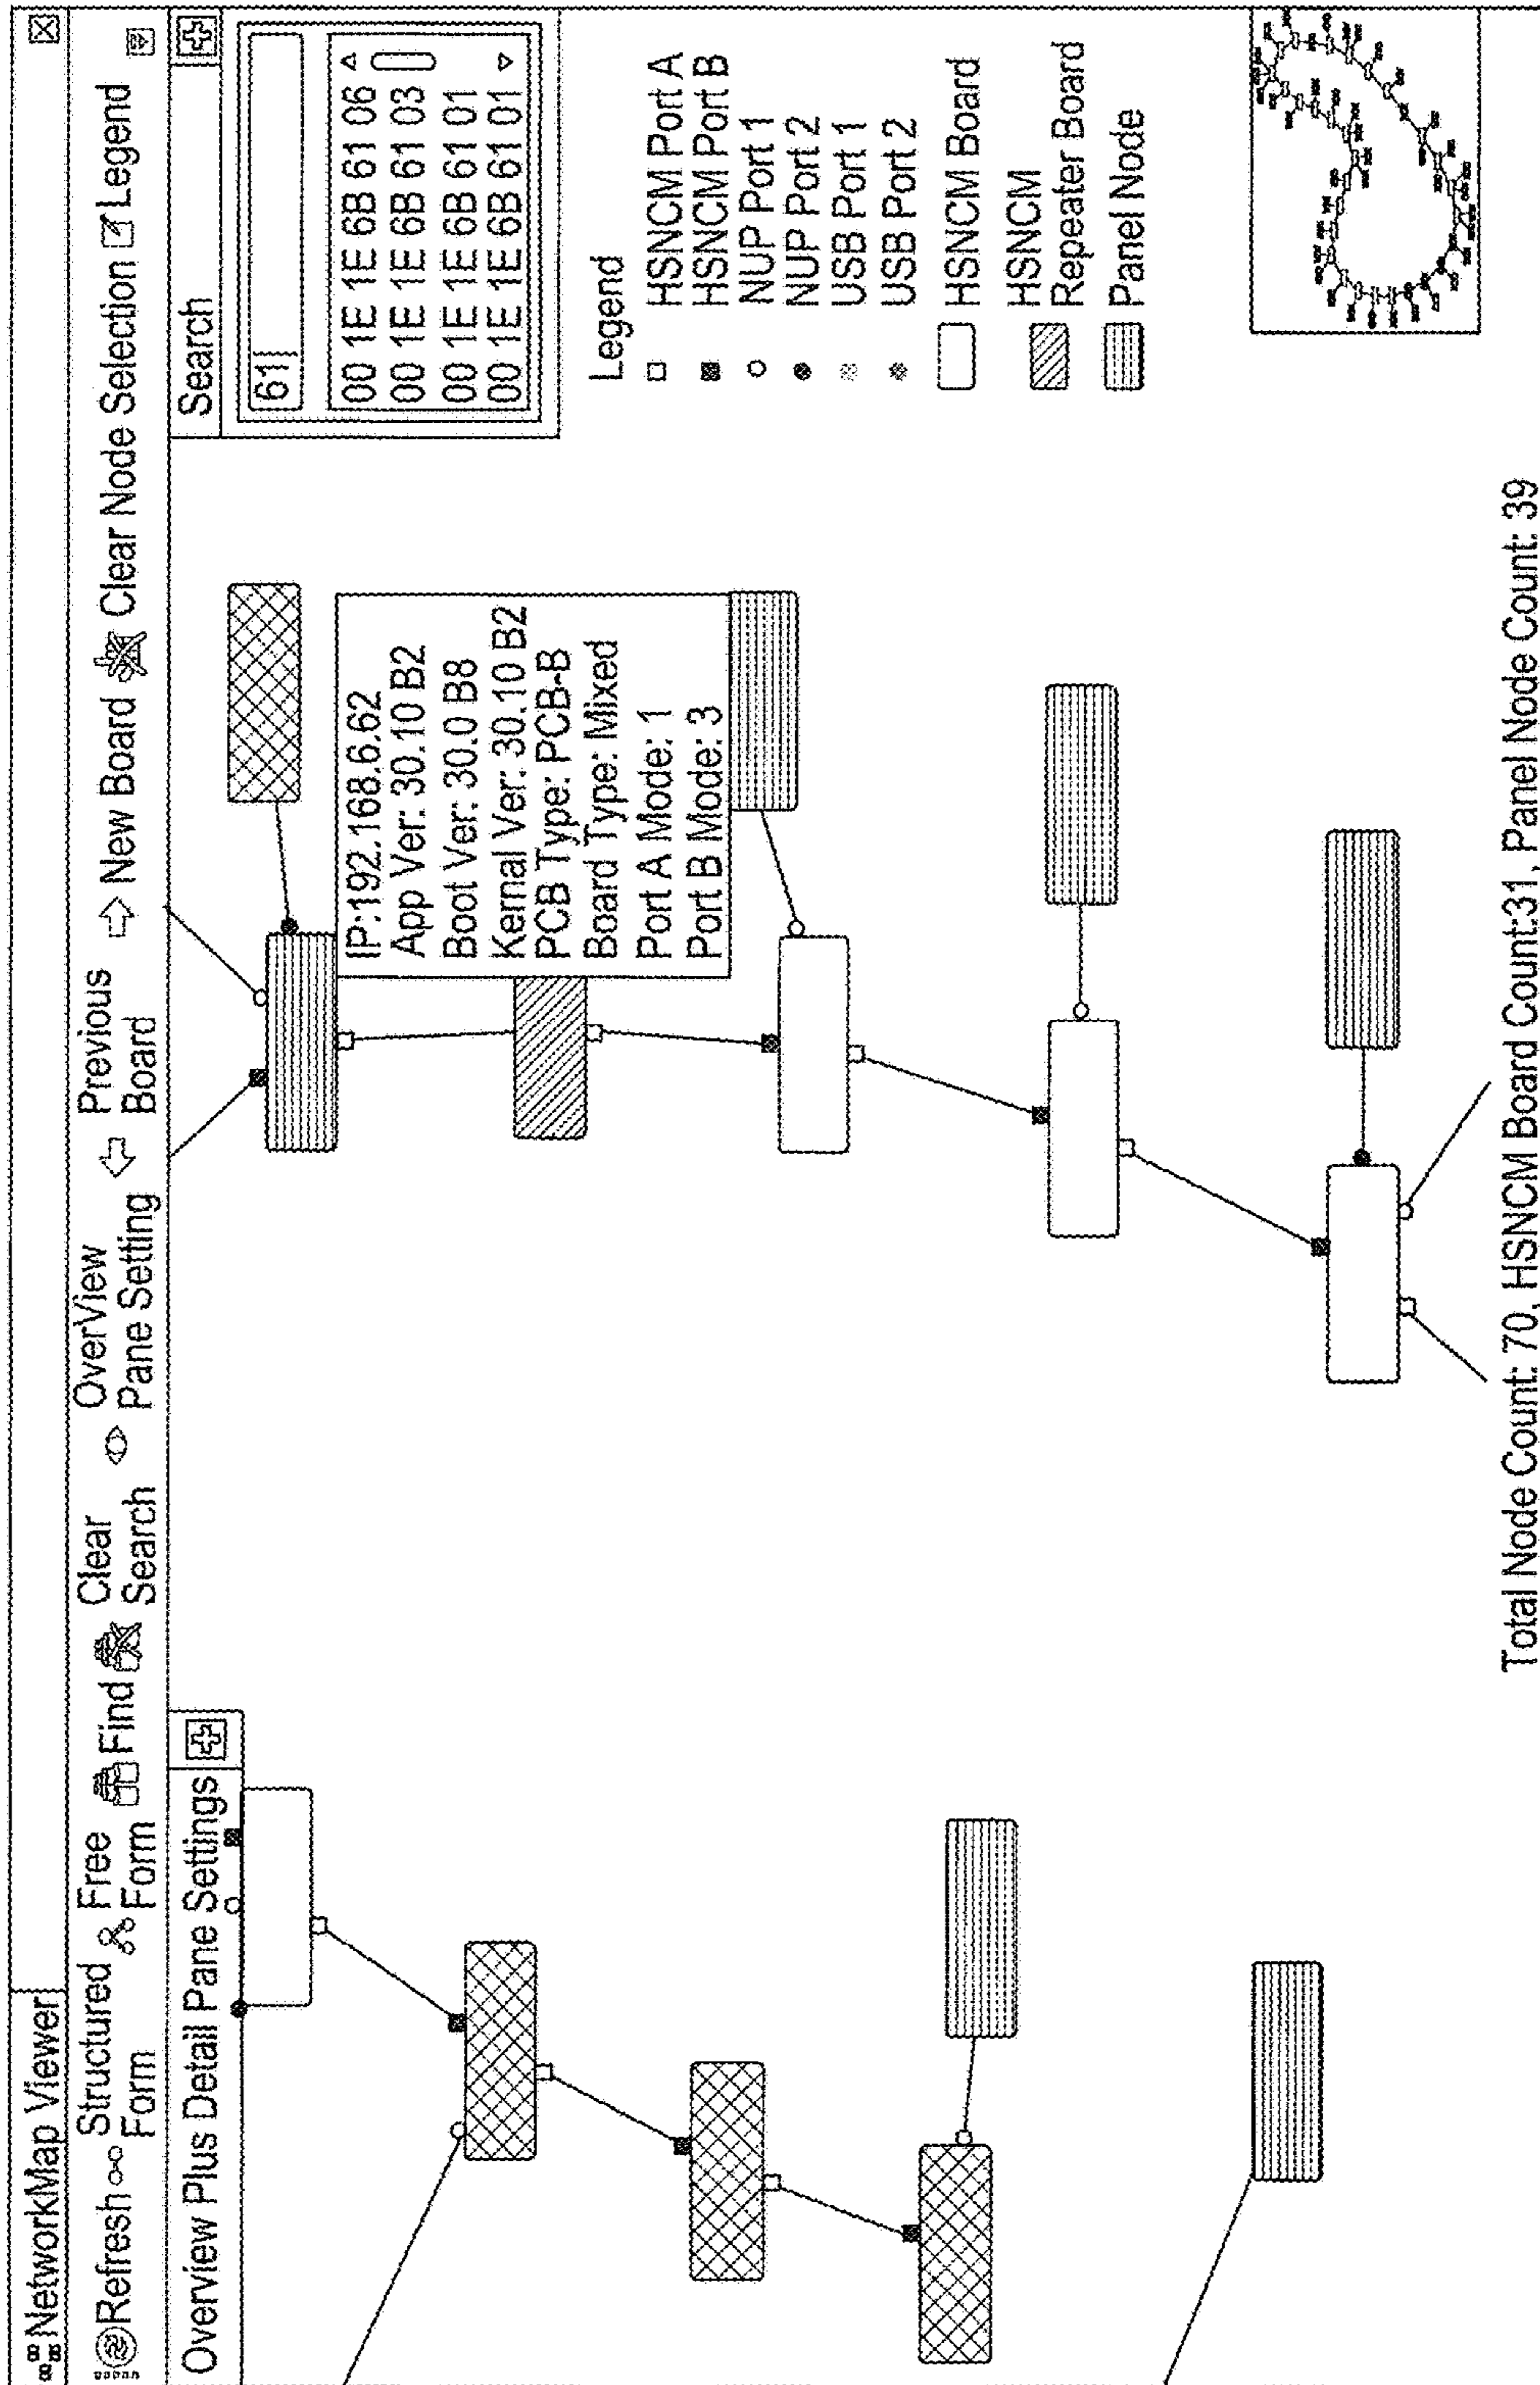 NetworkMap Viewer
Refresh
Structured
Form
Free
Form
Find
Clear
Search
OverView
Pane Setting
Previous
Board
New Board
Clear Node Selection
Legend
Overview Plus Detail Pane Settings
Search
61
00 1E 1E 6B 61 06
00 1E 1E 6B 61 03
00 1E 1E 6B 61 01
00 1E 1E 6B 61 01
IP:192.168.6.62
App Ver: 30.10 B2
Boot Ver: 30.0 B8
Kernal Ver: 30.10 B2
PCB Type: PCB-B
Board Type: Mixed
Port A Mode: 1
Port B Mode: 3
Legend
HSNCM Port A
HSNCM Port B
NUP Port 1
NUP Port 2
USB Port 1
USB Port 2
HSNCM Board
HSNCM
Repeater Board
Panel Node
Total Node Count: 70, HSNCM Board Count:31, Panel Node Count: 39